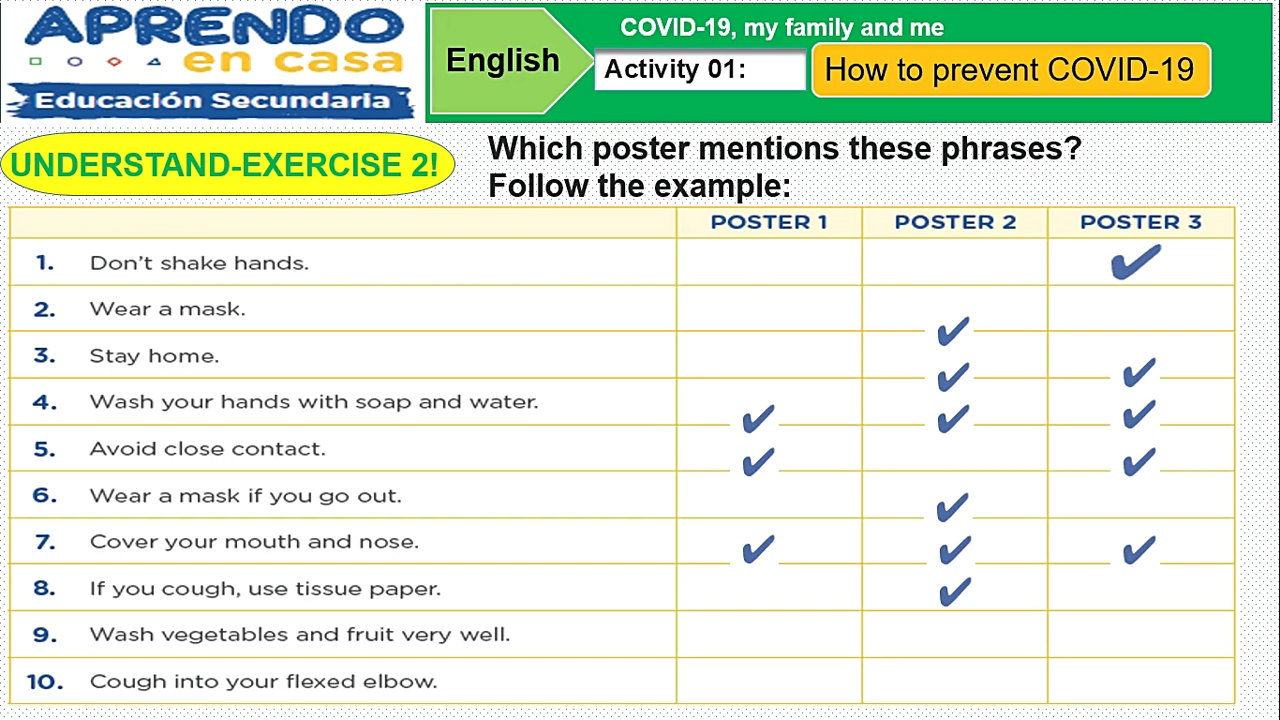 APRENDO
en casa
Educación Secundaria
English
COVID-19, my family and me
Activity 01:
How to prevent COVID-19
UNDERSTAND-EXERCISE 2!
Which poster mentions these phrases?
Follow the example:
POSTER 1 POSTER 2 POSTER 3
1. Don't shake hands. ✔
2. Wear a mask. ✔
3. Stay home. ✔ ✔
4. Wash your hands with soap and water. ✔ ✔ ✔
5. Avoid close contact. ✔ ✔
6. Wear a mask if you go out. ✔
7. Cover your mouth and nose. ✔ ✔ ✔
8. If you cough, use tissue paper. ✔
9. Wash vegetables and fruit very well.
10. Cough into your flexed elbow.